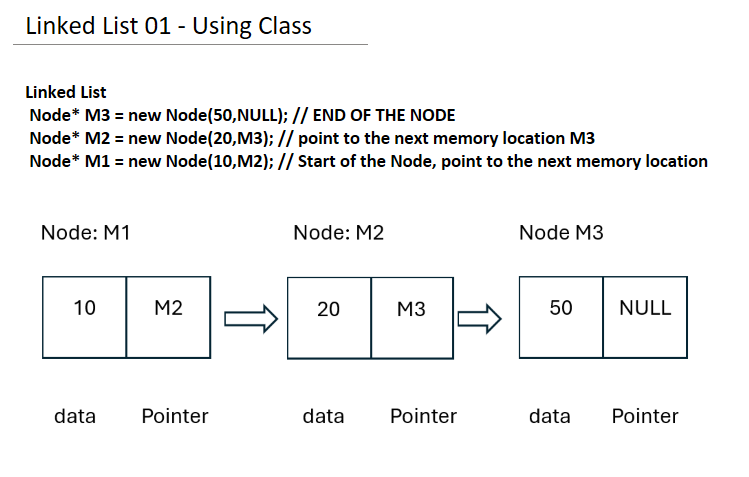 Linked List 01 - Using Class
Linked List
Node* M3 = new Node(50,NULL); // END OF THE NODE
Node* M2 = new Node(20,M3); // point to the next memory location M3
Node* M1 = new Node(10,M2); // Start of the Node, point to the next memory location
Node: M1 Node: M2 Node M3
10 M2 20 M3 50 NULL
data Pointer data Pointer data Pointer